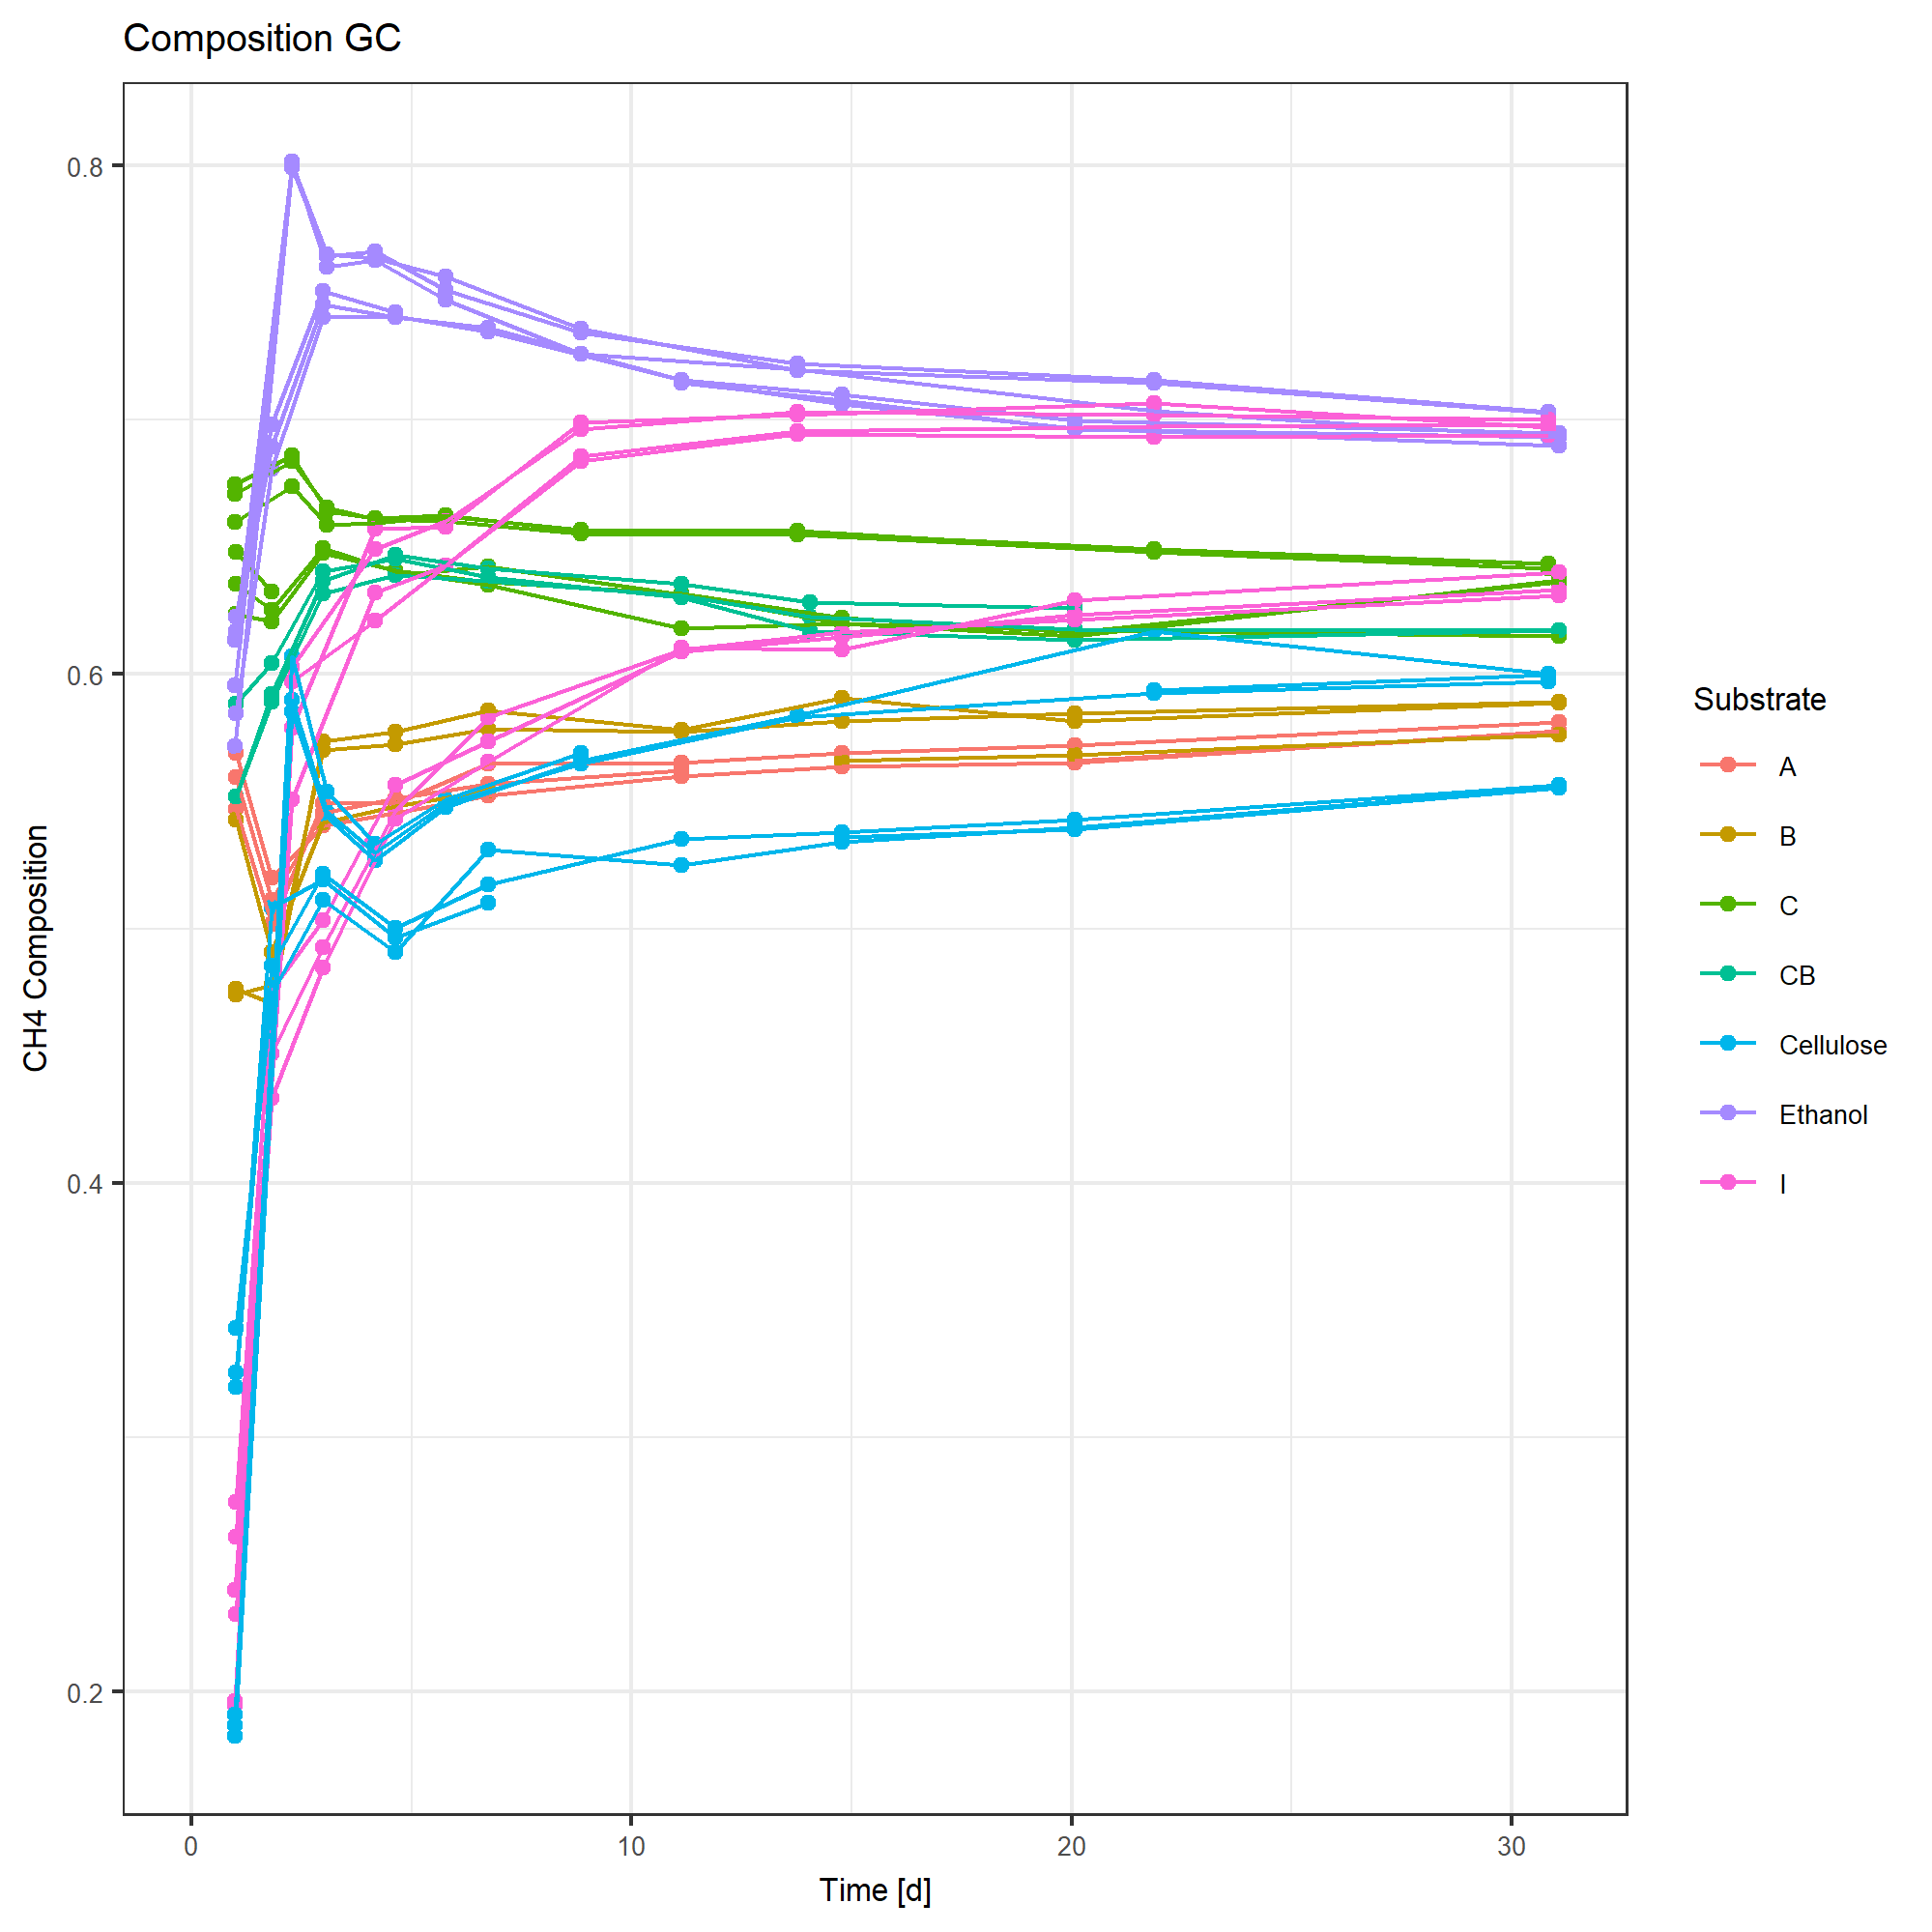 Composition GC
0.8
0.6
0.4
0.2
CH4 Composition
0 10 20 30
Time [d]
Substrate
A
B
C
CB
Cellulose
Ethanol
I